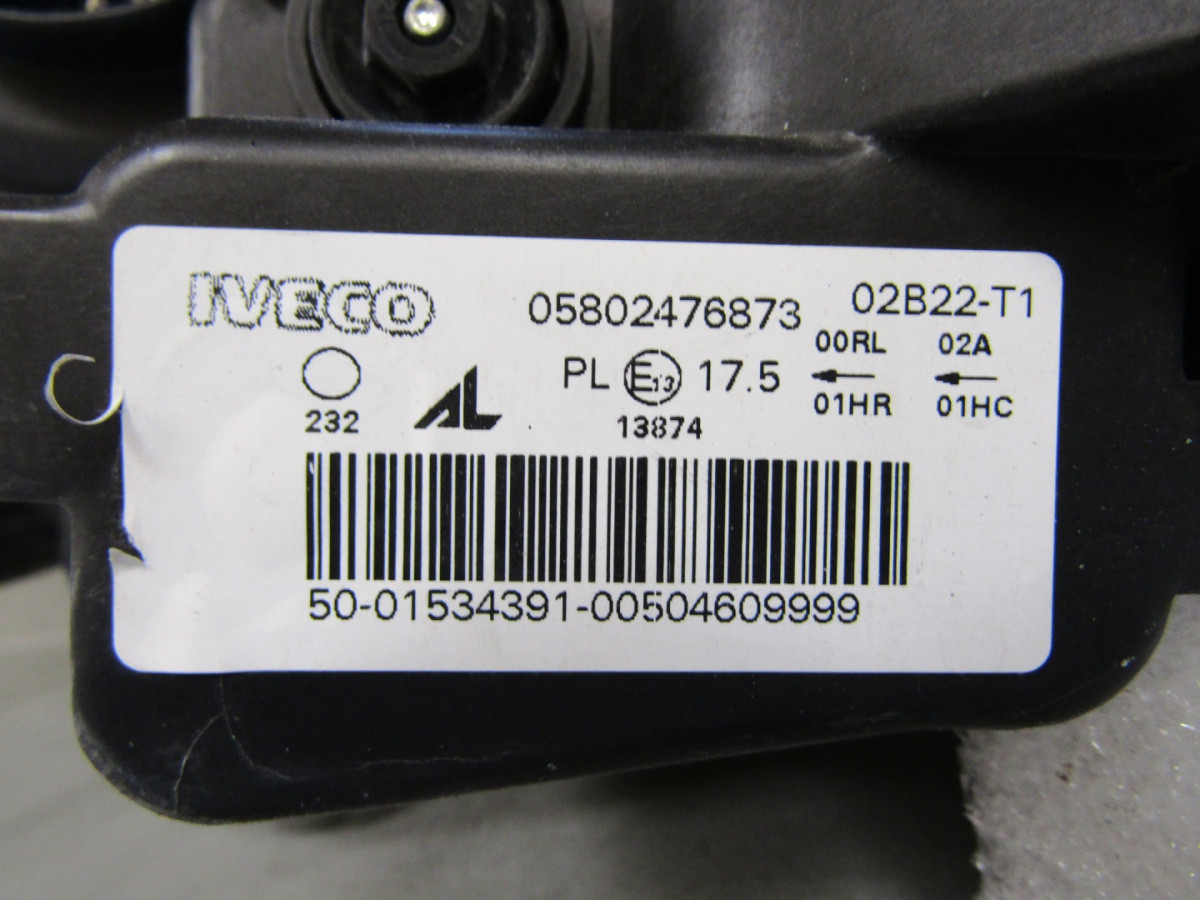 IVECO 05802476873 02B22-T1
00RL 02A
PL E13 17.5
01HR 01HC
232 AL 13874
50-01534391-00504609999